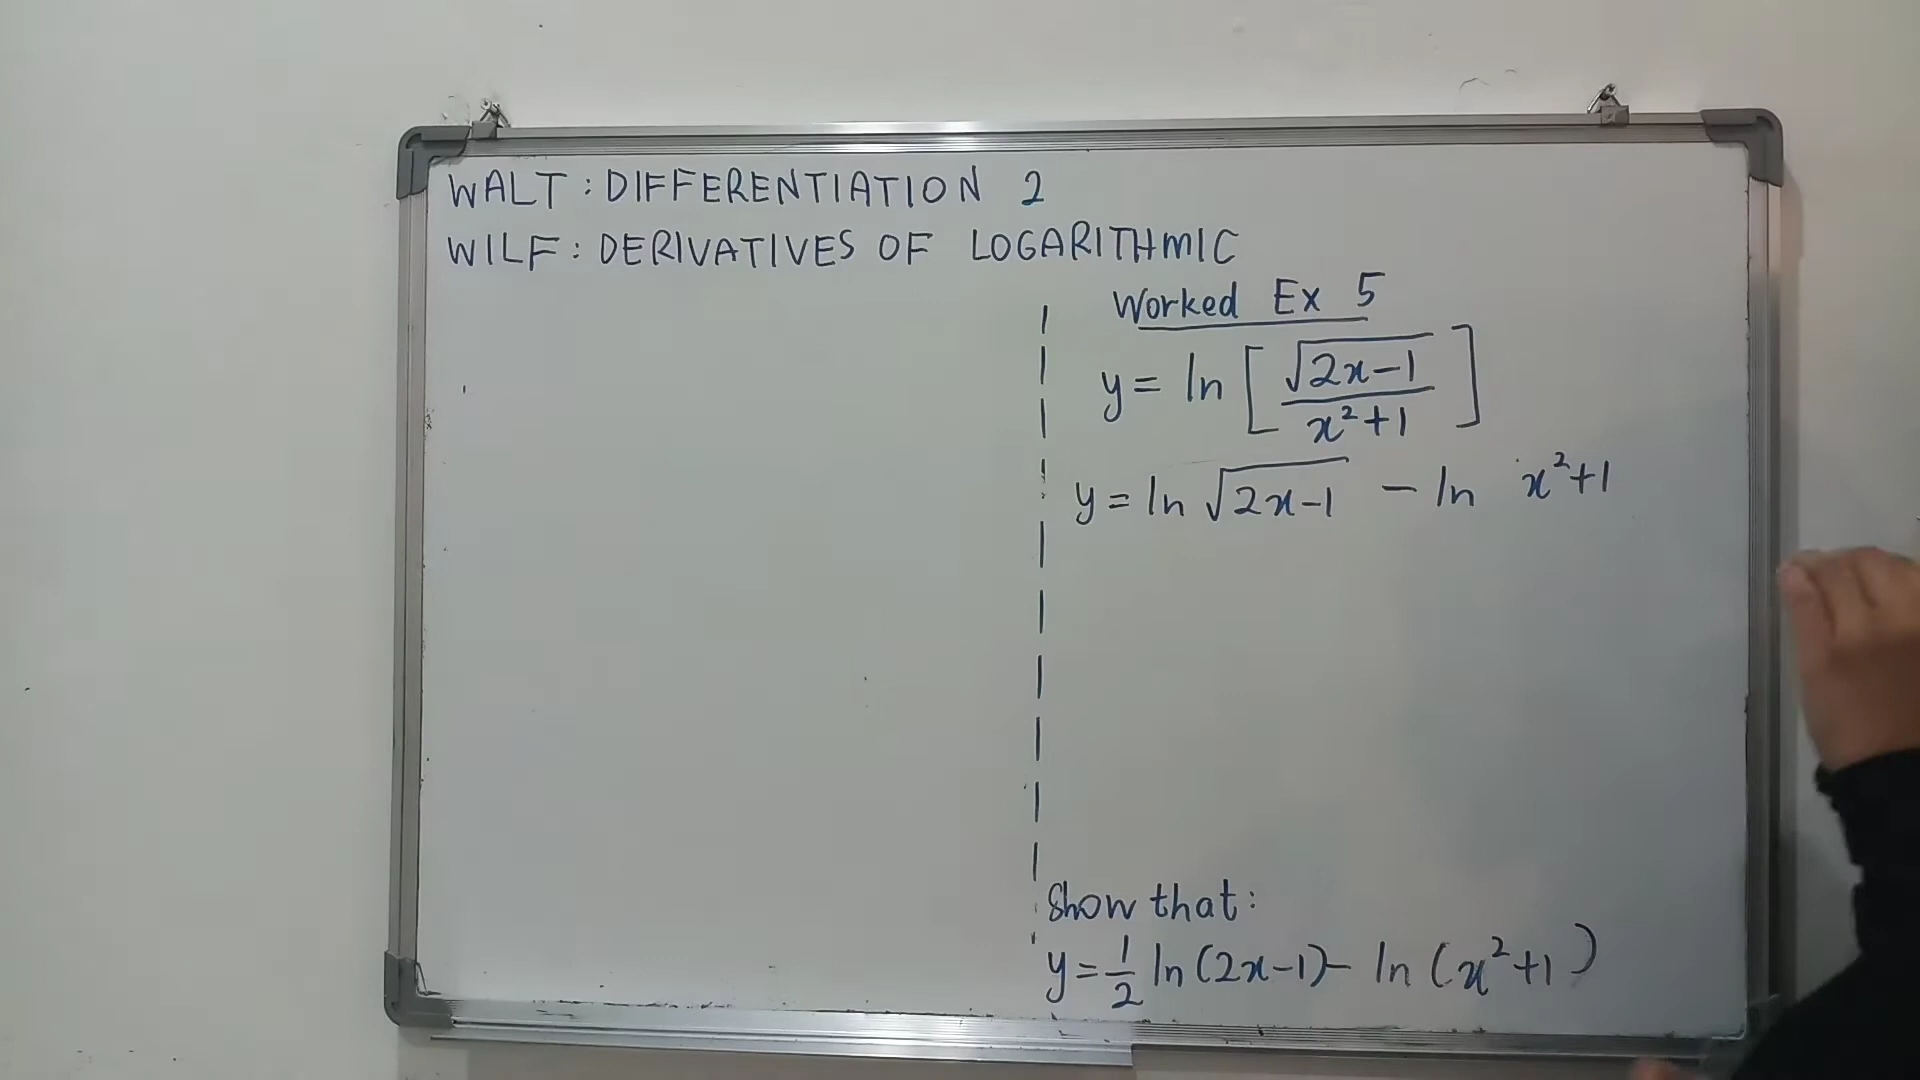 WALT : DIFFERENTIATION 2
WILF : DERIVATIVES OF LOGARITHMIC
Worked Ex 5
y = ln [ √(2x-1) / (x²+1) ]
y = ln √(2x-1) - ln x²+1
Show that:
y = 1/2 ln (2x-1) - ln (x²+1)